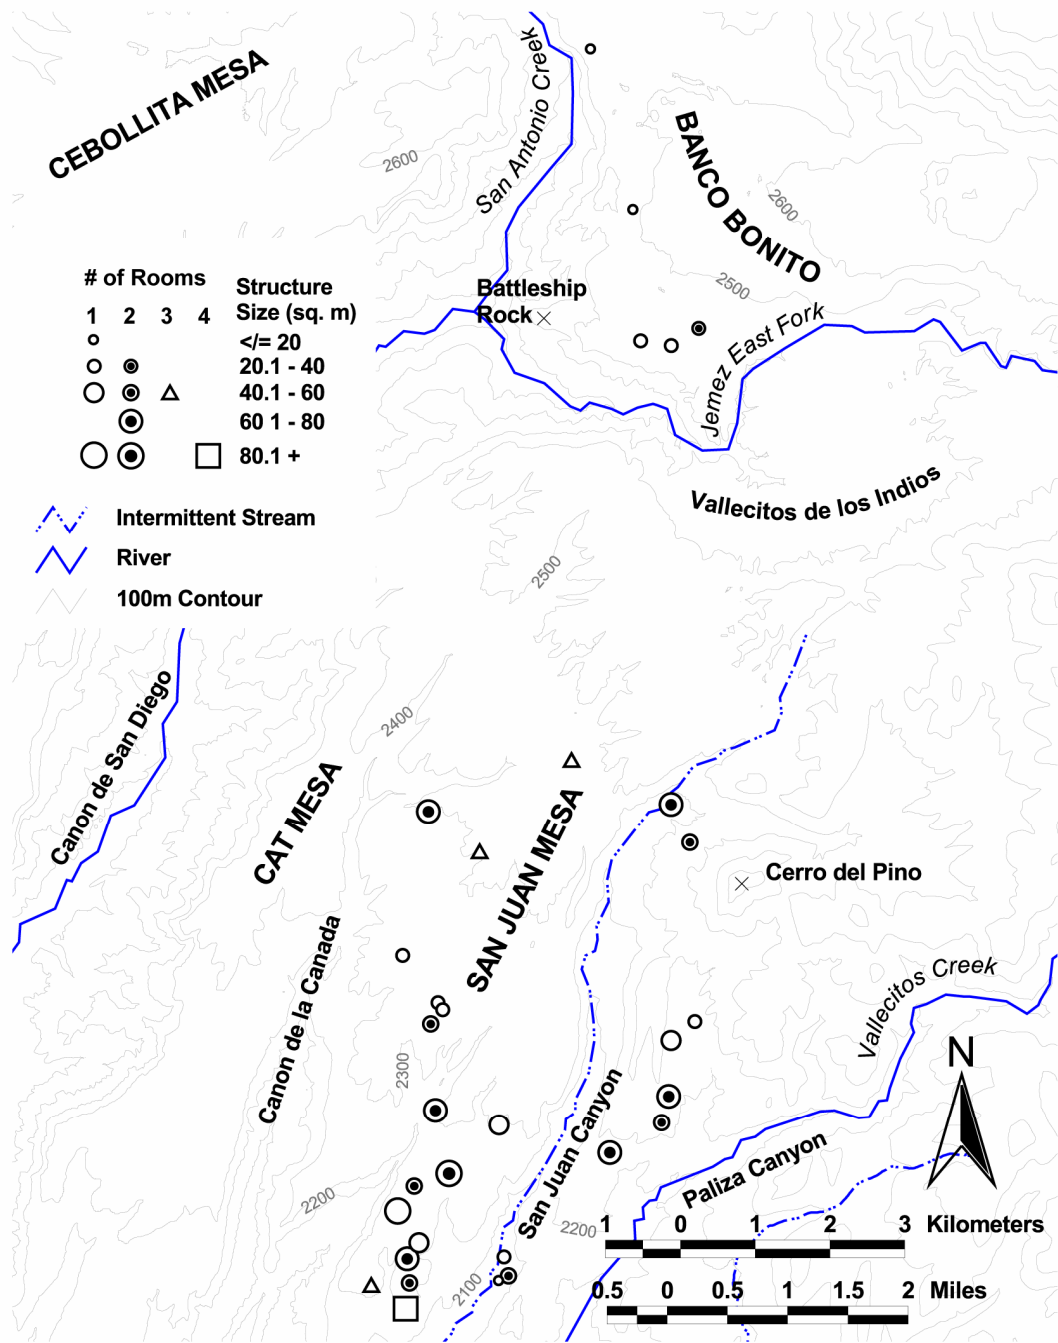 San Antonio Creek
CEBOLLITA MESA
BANCO BONITO
2600
2600
2500
Battleship
Rock
Jemez East Fork
# of Rooms
Structure
Size (sq. m)
1 2 3 4
</= 20
20.1 - 40
40.1 - 60
60 1 - 80
80.1 +
Intermittent Stream
River
100m Contour
Vallecitos de los Indios
2500
Canon de San Diego
2400
CAT MESA
SAN JUAN MESA
Cerro del Pino
Canon de la Canada
Vallecitos Creek
2300
N
San Juan Canyon
Paliza Canyon
2200
2200
2100
1 0 1 2 3 Kilometers
0.5 0 0.5 1 1.5 2 Miles